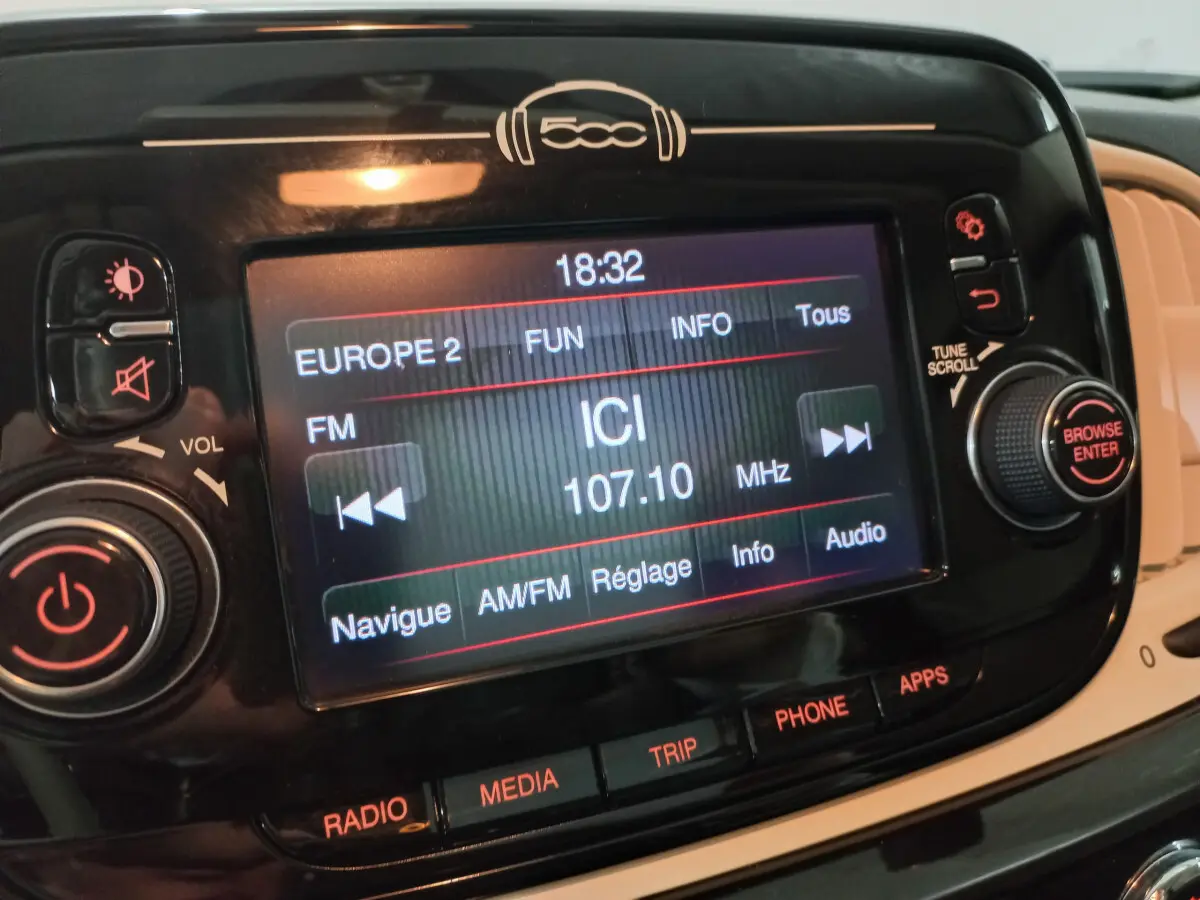 500
18:32
EUROPE 2 FUN INFO Tous
TUNE
SCROLL
FM ICI
VOL
107.10 MHz
BROWSE
ENTER
Navigue AM/FM Réglage Info Audio
0
RADIO MEDIA TRIP PHONE APPS